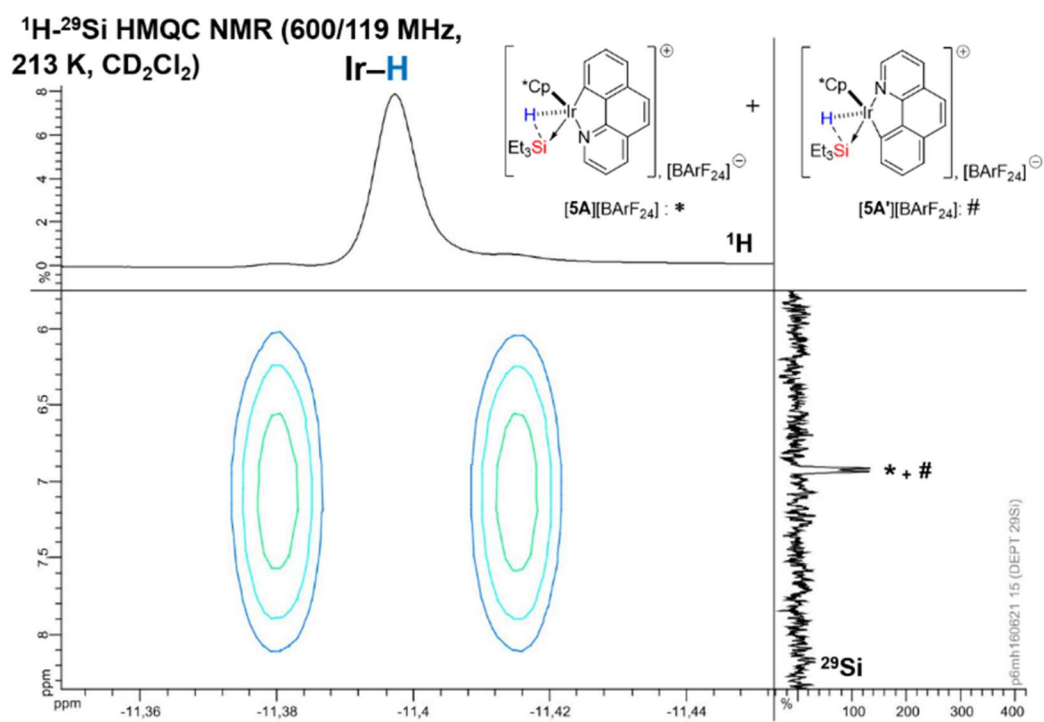 ¹H-²⁹Si HMQC NMR (600/119 MHz,
213 K, CD₂Cl₂)
Ir–H
*Cp
Ir
H
N
Et₃Si
⊕
, [BArF₂₄]⊖
[5A][BArF₂₄] : *
+
*Cp
N
Ir
H
Et₃Si
⊕
, [BArF₂₄]⊖
[5A'][BArF₂₄]: #
8
6
4
2
0
%
¹H
6
6,5
7
7,5
8
ppm
* + #
p6mh160621 15 (DEPT 29Si)
²⁹Si
ppm
-11,36
-11,38
-11,4
-11,42
-11,44
%
100
200
300
400